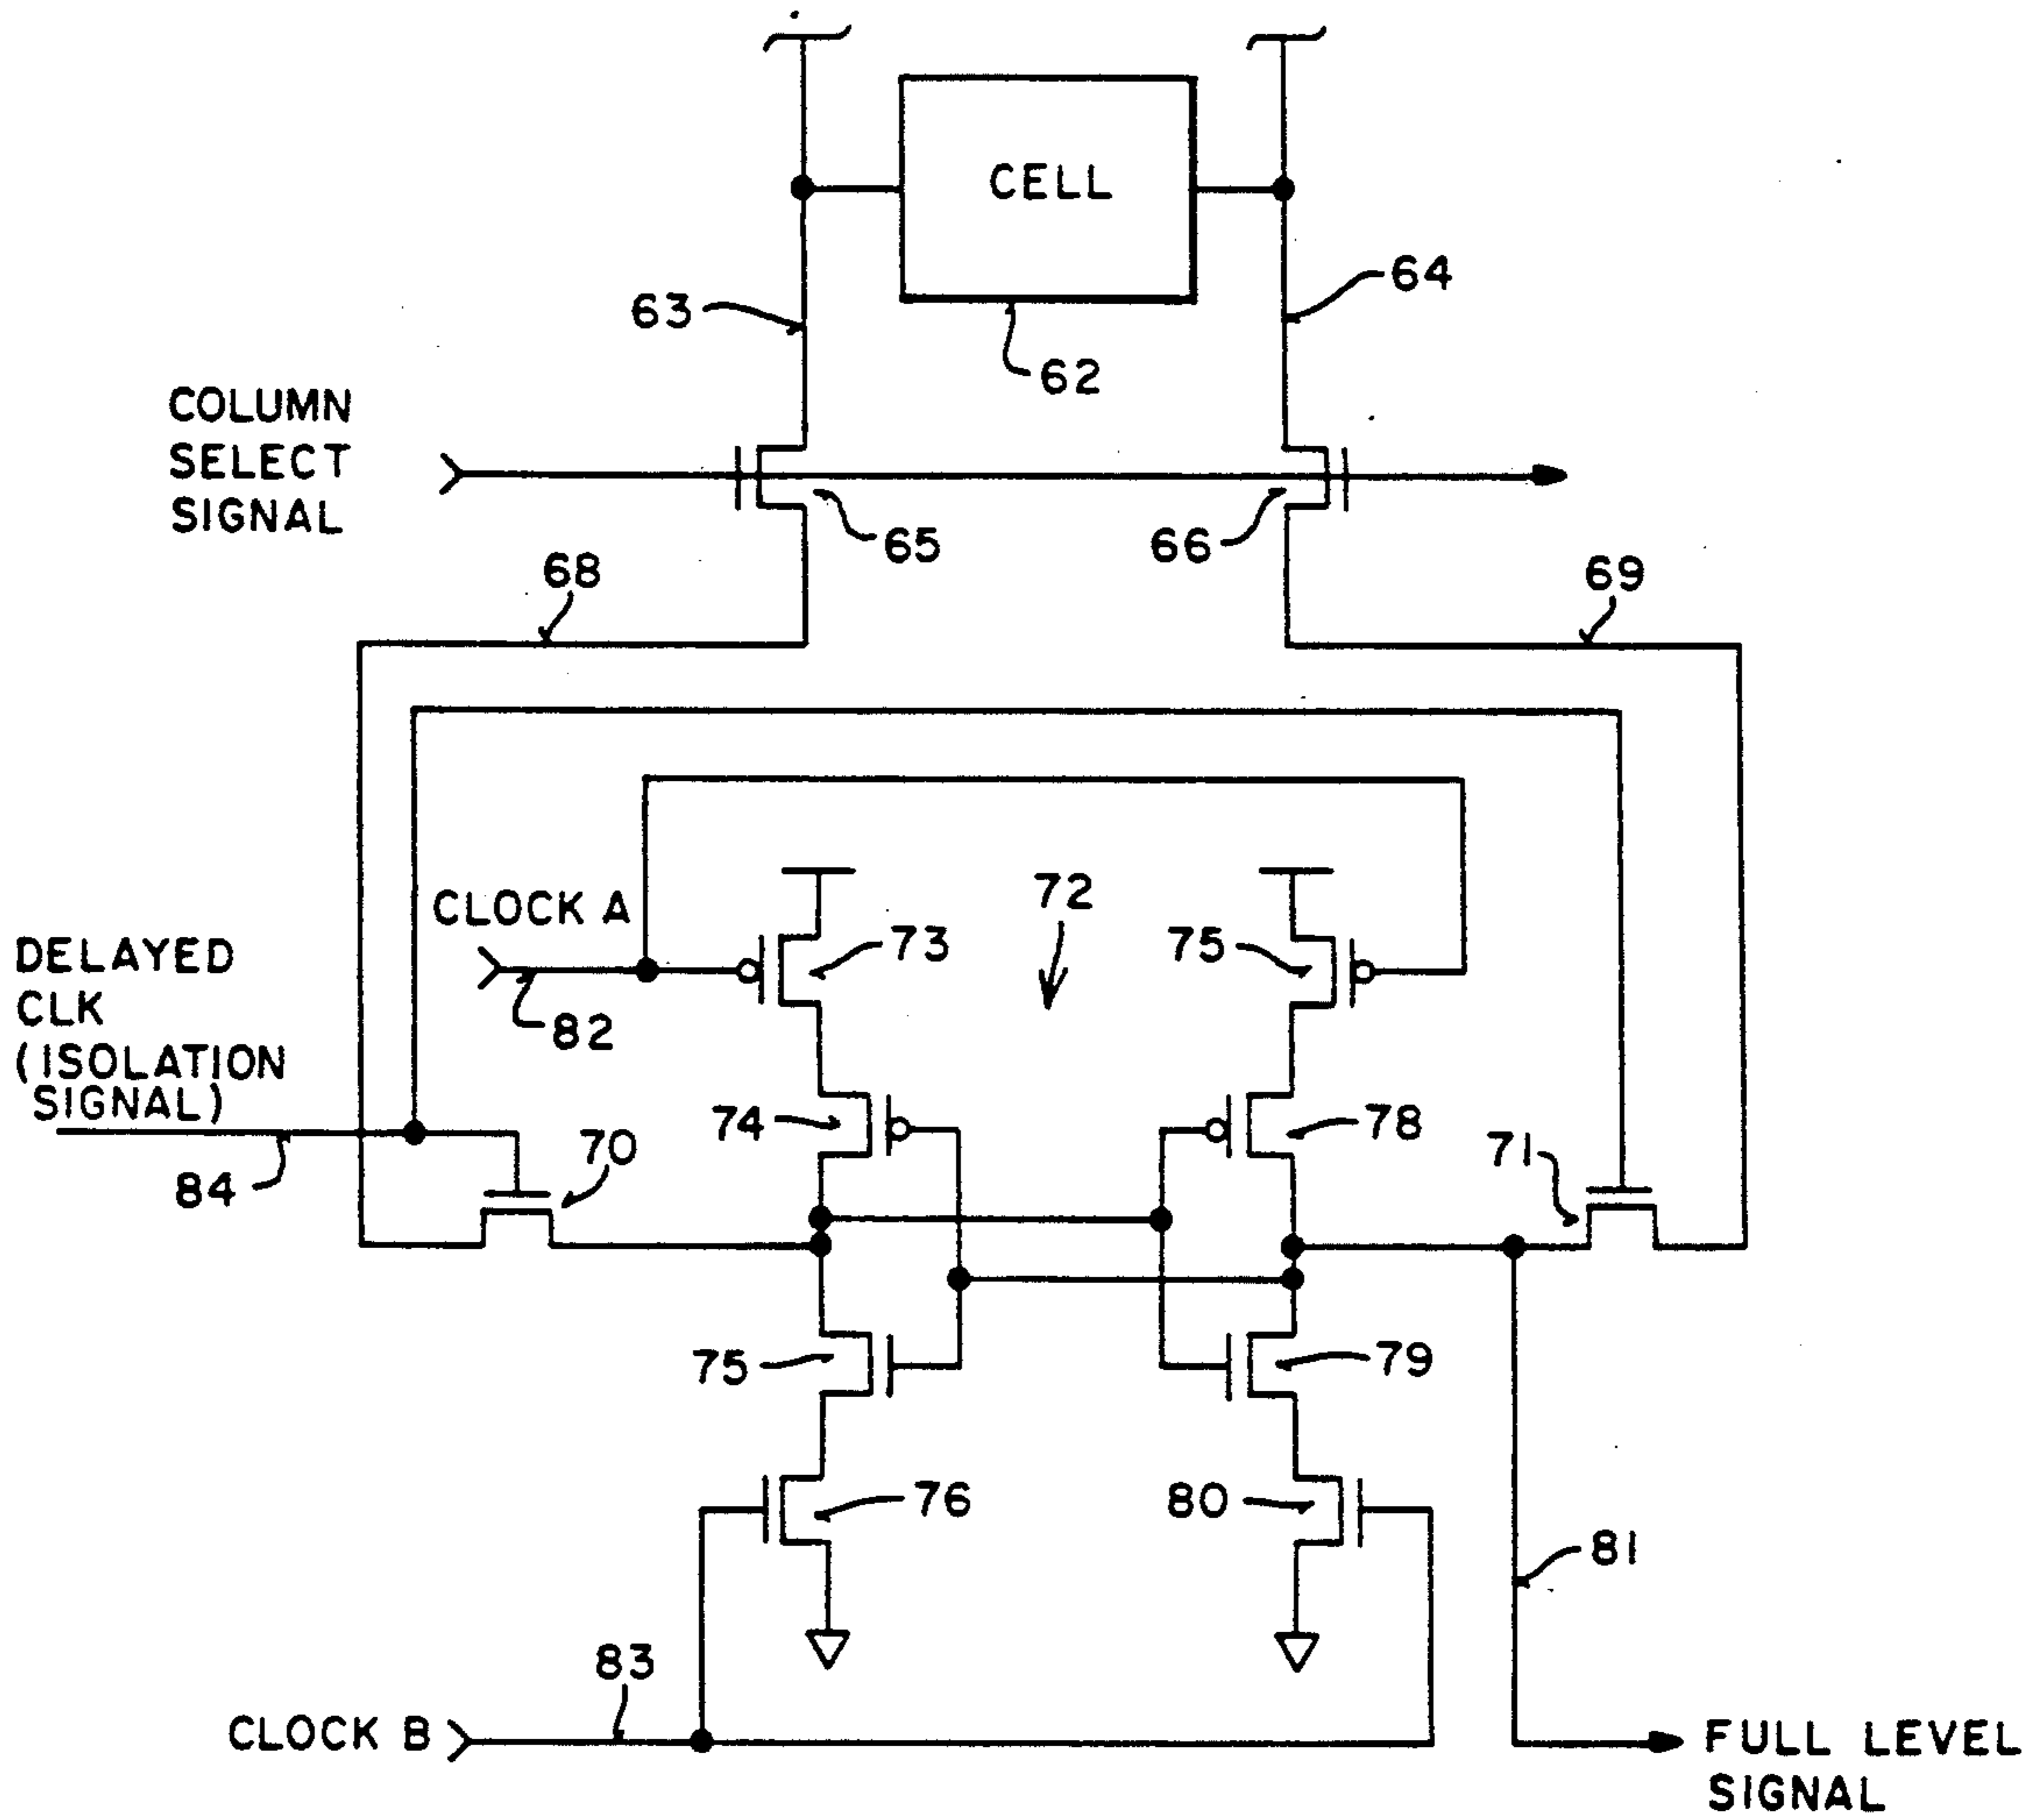 CELL
64
63
62
COLUMN
SELECT
SIGNAL
65
66
68
69
CLOCK A
72
73
75
DELAYED
CLK
(ISOLATION
SIGNAL)
82
74
78
70
71
84
75
79
76
80
81
83
CLOCK B
FULL LEVEL
SIGNAL